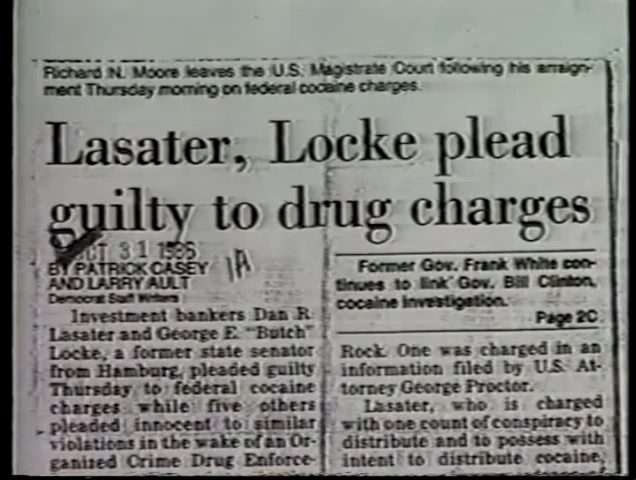 Richard N. Moore leaves the U.S. Magistrate Court following his arraign-
ment Thursday morning on federal cocaine charges.
Lasater, Locke plead
guilty to drug charges
OCT 31 1986
1A
BY PATRICK CASEY
AND LARRY AULT
Democrat Staff Writers
Investment bankers Dan R.
Lasater and George E. "Butch"
Locke, a former state senator
from Hamburg, pleaded guilty
Thursday to federal cocaine
charges while five others
pleaded innocent to similar
violations in the wake of an Or-
ganized Crime Drug Enforce-
Former Gov. Frank White con-
tinues to link Gov. Bill Clinton,
cocaine investigation.
Page 2C
Rock. One was charged in an
information filed by U.S. At-
torney George Proctor.
Lasater, who is charged
with one count of conspiracy to
distribute and to possess with
intent to distribute cocaine,